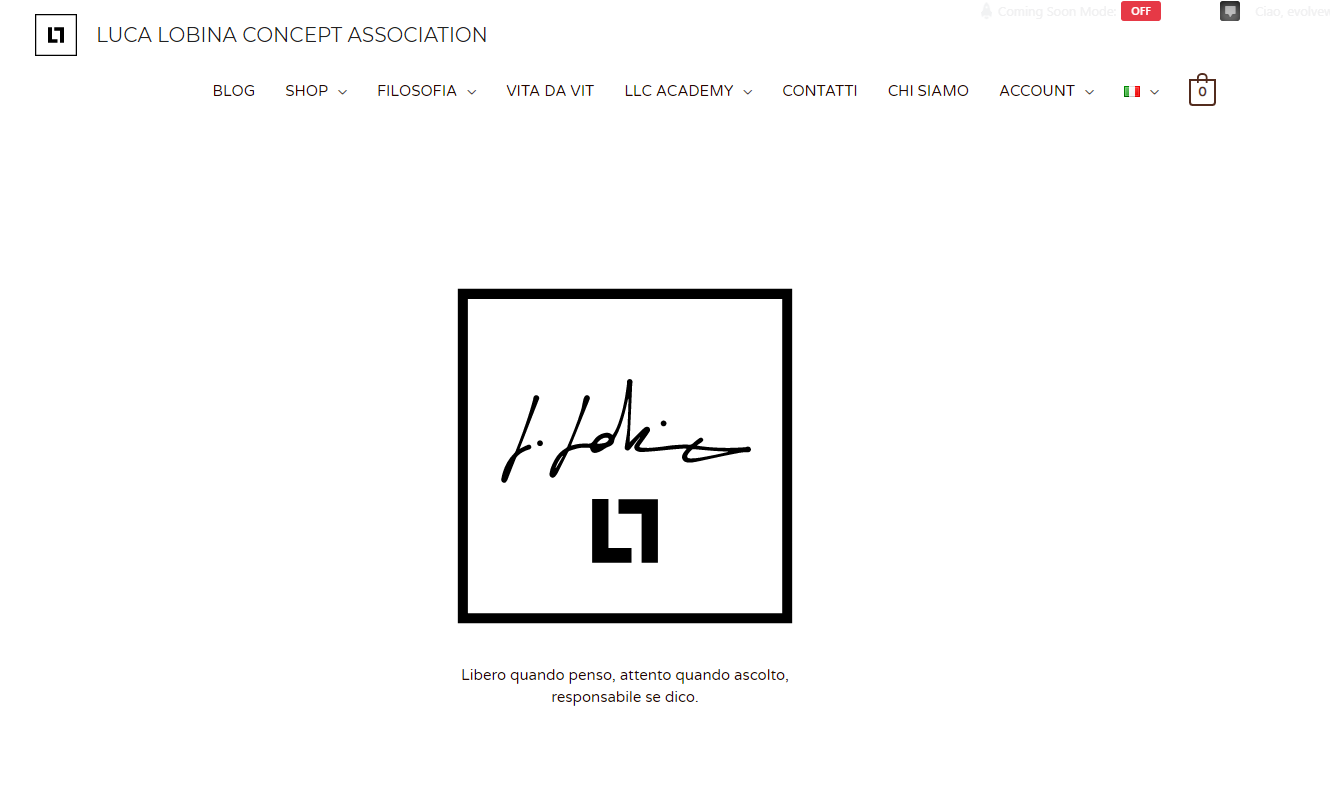 Coming Soon Mode: OFF
Ciao, evolvev
LUCA LOBINA CONCEPT ASSOCIATION
BLOG SHOP FILOSOFIA VITA DA VIT LLC ACADEMY CONTATTI CHI SIAMO ACCOUNT 0
L. Lobina
Libero quando penso, attento quando ascolto,
responsabile se dico.